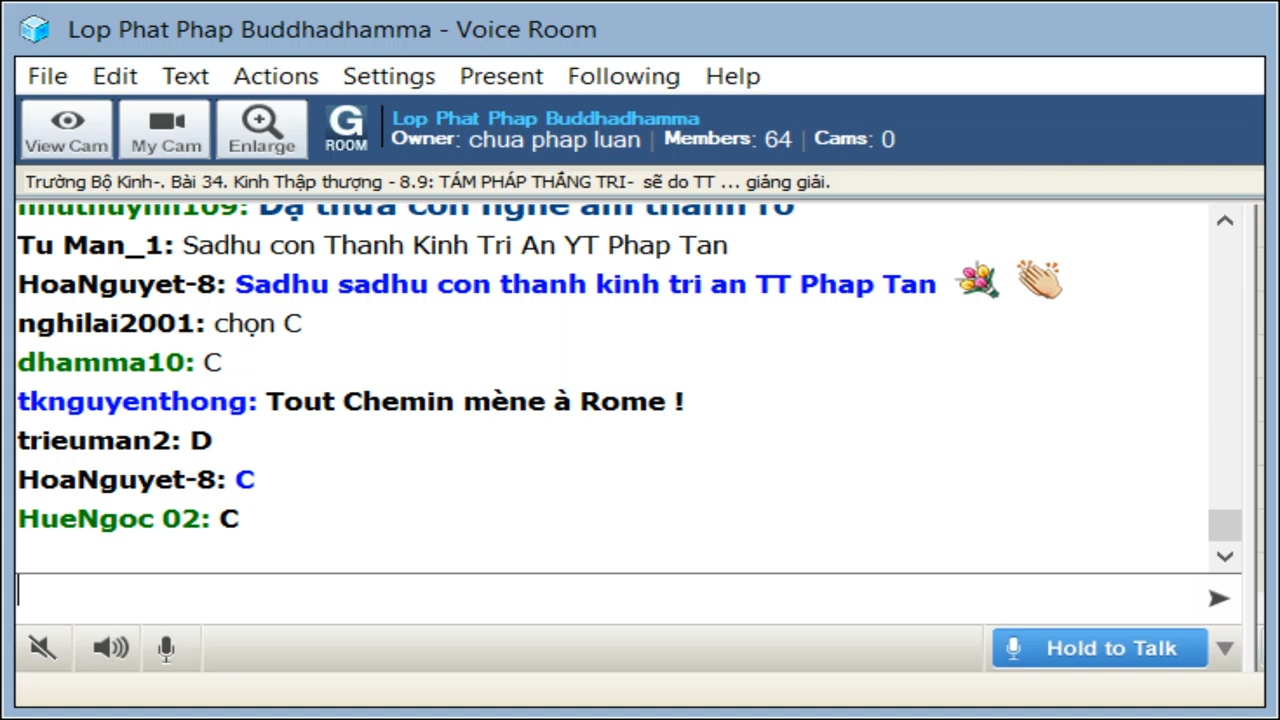 Lop Phat Phap Buddhadhamma - Voice Room
File Edit Text Actions Settings Present Following Help
View Cam My Cam Enlarge G ROOM
Lop Phat Phap Buddhadhamma
Owner: chua phap luan | Members: 64 | Cams: 0
Trường Bộ Kinh-. Bài 34. Kinh Thập thượng - 8.9: TÁM PHÁP THẮNG TRI- sẽ do TT ... giảng giải.
Dạ thưa con nghe âm thanh rõ
Tu Man_1: Sadhu con Thanh Kinh Tri An YT Phap Tan
HoaNguyet-8: Sadhu sadhu con thanh kinh tri an TT Phap Tan
nghilai2001: chọn C
dhamma10: C
tknguyenthong: Tout Chemin mène à Rome !
trieuman2: D
HoaNguyet-8: C
HueNgoc 02: C
Hold to Talk